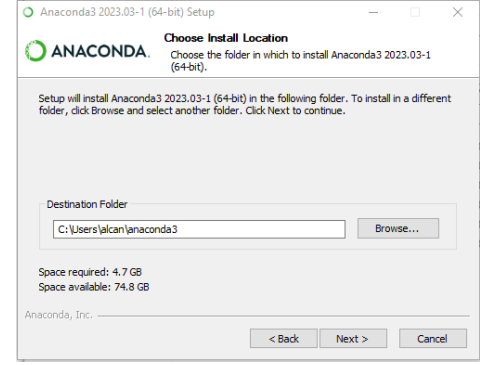 Anaconda3 2023.03-1 (64-bit) Setup
ANACONDA.
Choose Install Location
Choose the folder in which to install Anaconda3 2023.03-1
(64-bit).
Setup will install Anaconda3 2023.03-1 (64-bit) in the following folder. To install in a different
folder, click Browse and select another folder. Click Next to continue.
Destination Folder
C:\Users\alcan\anaconda3
Browse...
Space required: 4.7 GB
Space available: 74.8 GB
Anaconda, Inc.
< Back
Next >
Cancel